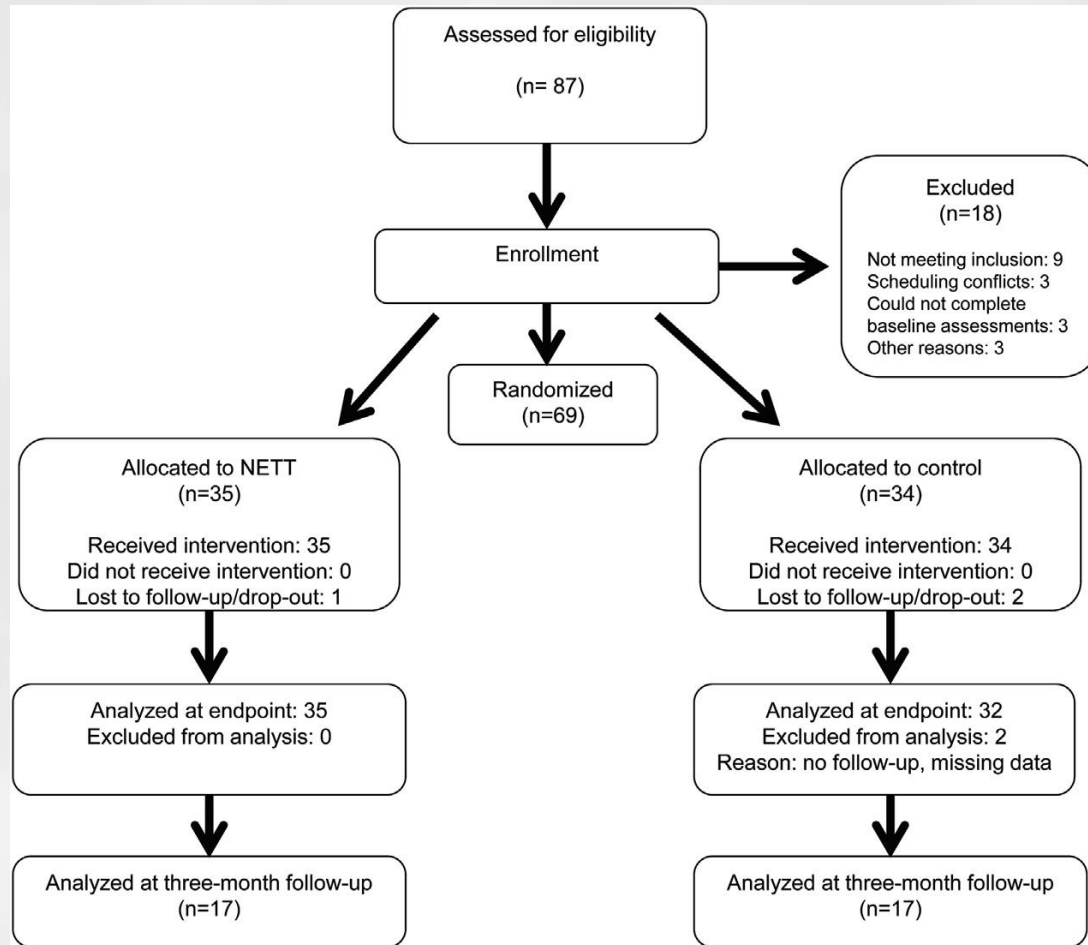 Assessed for eligibility
(n= 87)
Enrollment
Excluded
(n=18)
Not meeting inclusion: 9
Scheduling conflicts: 3
Could not complete
baseline assessments: 3
Other reasons: 3
Randomized
(n=69)
Allocated to NETT
(n=35)
Received intervention: 35
Did not receive intervention: 0
Lost to follow-up/drop-out: 1
Allocated to control
(n=34)
Received intervention: 34
Did not receive intervention: 0
Lost to follow-up/drop-out: 2
Analyzed at endpoint: 35
Excluded from analysis: 0
Analyzed at endpoint: 32
Excluded from analysis: 2
Reason: no follow-up, missing data
Analyzed at three-month follow-up
(n=17)
Analyzed at three-month follow-up
(n=17)